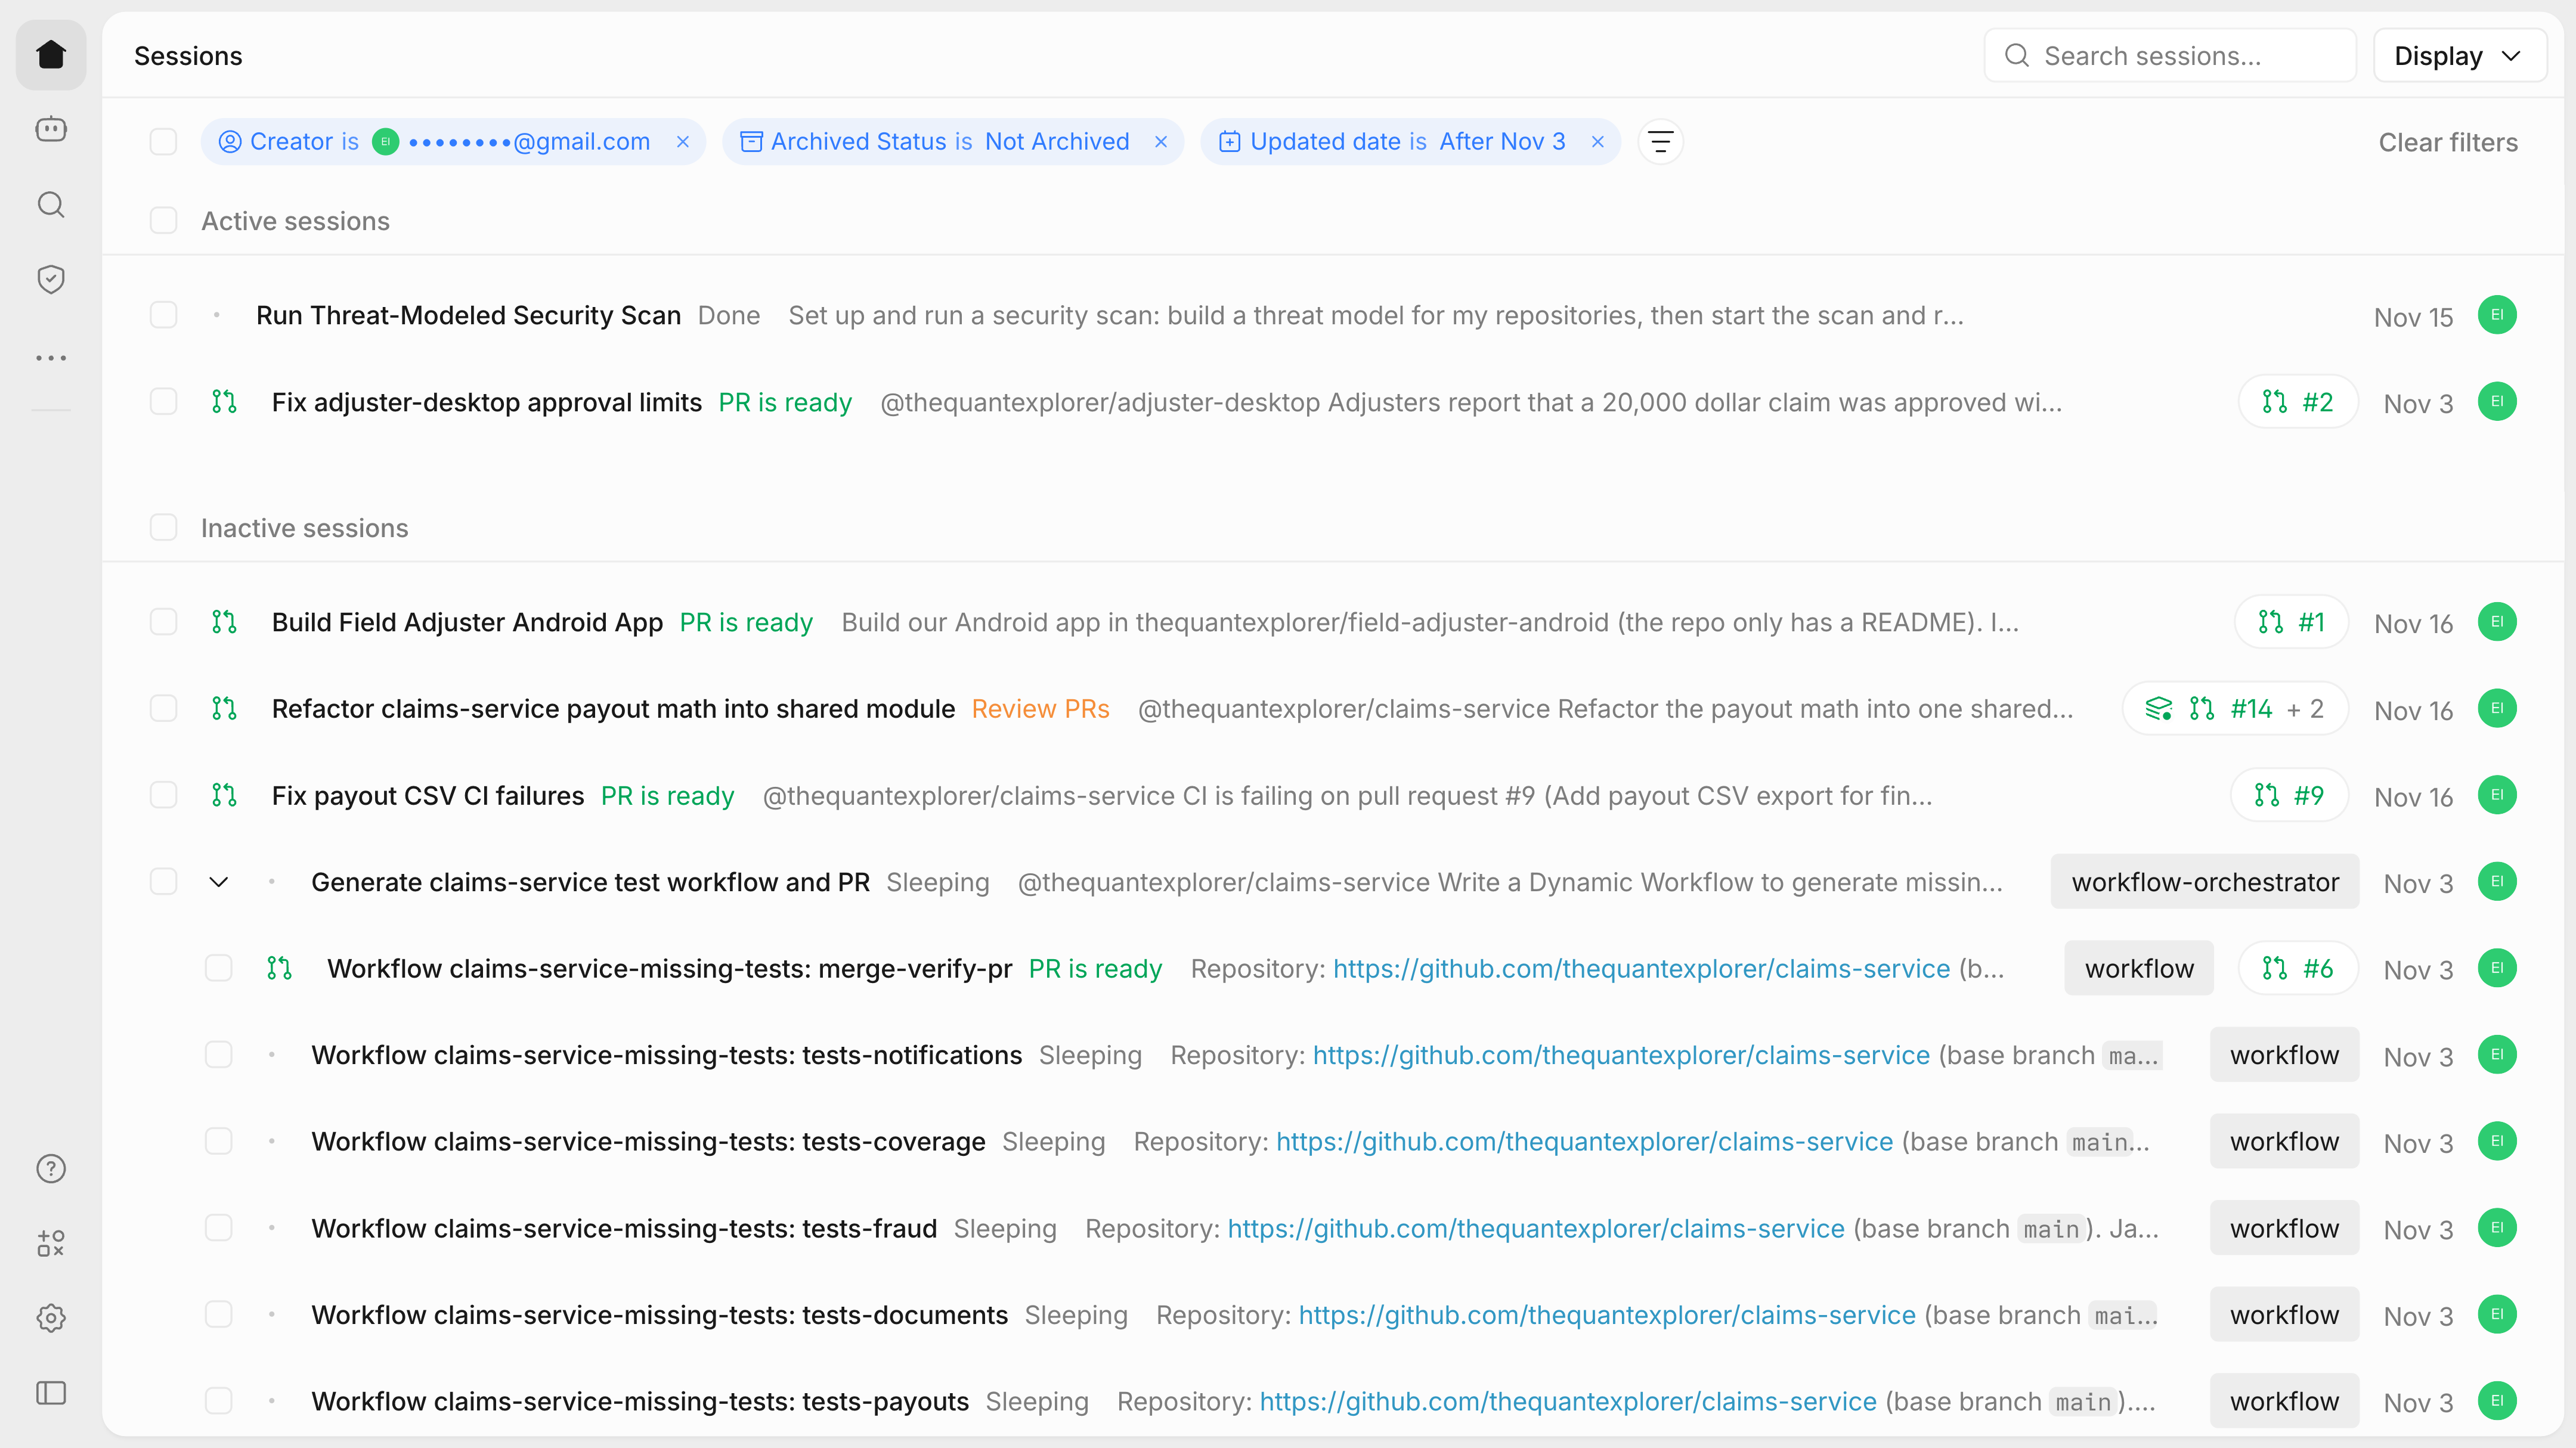 Sessions Search sessions... Display
Creator is EI ••••••••@gmail.com × Archived Status is Not Archived × Updated date is After Nov 3 × Clear filters
Active sessions
Run Threat-Modeled Security Scan Done Set up and run a security scan: build a threat model for my repositories, then start the scan and r... Nov 15 EI
Fix adjuster-desktop approval limits PR is ready @thequantexplorer/adjuster-desktop Adjusters report that a 20,000 dollar claim was approved wi... #2 Nov 3 EI
Inactive sessions
Build Field Adjuster Android App PR is ready Build our Android app in thequantexplorer/field-adjuster-android (the repo only has a README). I... #1 Nov 16 EI
Refactor claims-service payout math into shared module Review PRs @thequantexplorer/claims-service Refactor the payout math into one shared... #14 + 2 Nov 16 EI
Fix payout CSV CI failures PR is ready @thequantexplorer/claims-service CI is failing on pull request #9 (Add payout CSV export for fin... #9 Nov 16 EI
Generate claims-service test workflow and PR Sleeping @thequantexplorer/claims-service Write a Dynamic Workflow to generate missin... workflow-orchestrator Nov 3 EI
Workflow claims-service-missing-tests: merge-verify-pr PR is ready Repository: https://github.com/thequantexplorer/claims-service (b... workflow #6 Nov 3 EI
Workflow claims-service-missing-tests: tests-notifications Sleeping Repository: https://github.com/thequantexplorer/claims-service (base branch ma... workflow Nov 3 EI
Workflow claims-service-missing-tests: tests-coverage Sleeping Repository: https://github.com/thequantexplorer/claims-service (base branch main... workflow Nov 3 EI
Workflow claims-service-missing-tests: tests-fraud Sleeping Repository: https://github.com/thequantexplorer/claims-service (base branch main). Ja... workflow Nov 3 EI
Workflow claims-service-missing-tests: tests-documents Sleeping Repository: https://github.com/thequantexplorer/claims-service (base branch mai... workflow Nov 3 EI
Workflow claims-service-missing-tests: tests-payouts Sleeping Repository: https://github.com/thequantexplorer/claims-service (base branch main).... workflow Nov 3 EI